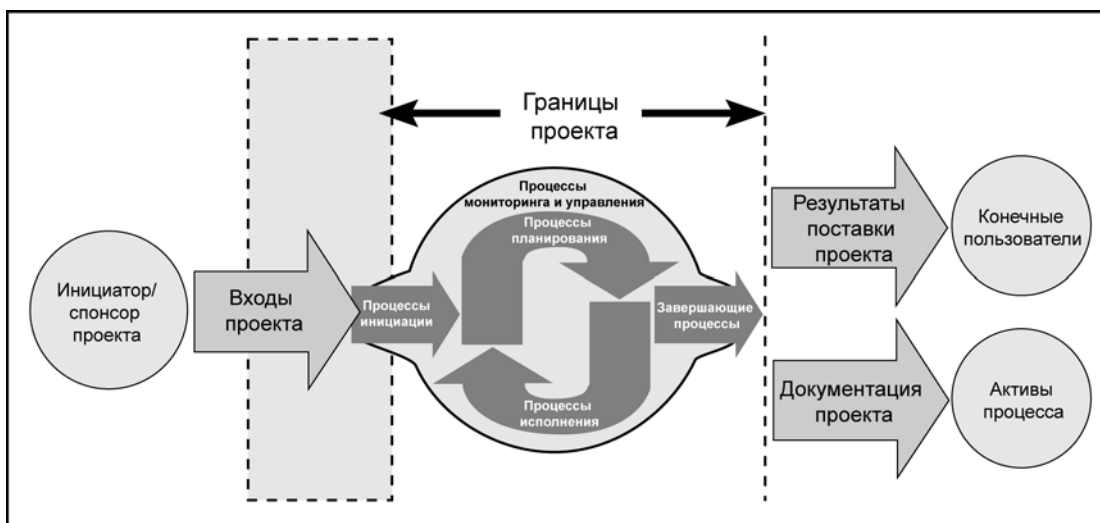 Границы
проекта
Процессы
мониторинга и управления
Процессы
планирования
Инициатор/
спонсор
проекта
Входы
проекта
Процессы
инициации
Завершающие
процессы
Процессы
исполнения
Результаты
поставки
проекта
Конечные
пользователи
Документация
проекта
Активы
процесса